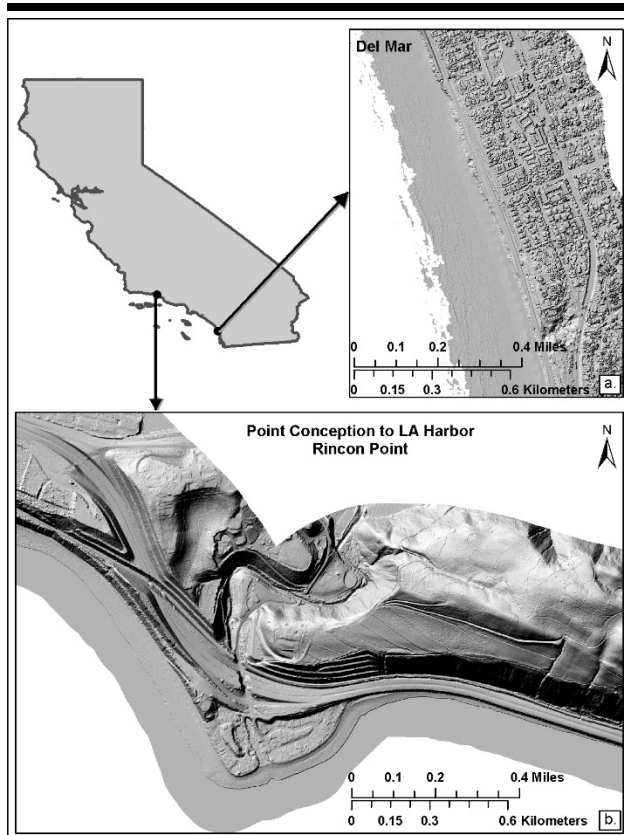 Del Mar
N
0 0.1 0.2 0.4 Miles
0 0.15 0.3 0.6 Kilometers
a.
Point Conception to LA Harbor
Rincon Point
N
0 0.1 0.2 0.4 Miles
0 0.15 0.3 0.6 Kilometers
b.